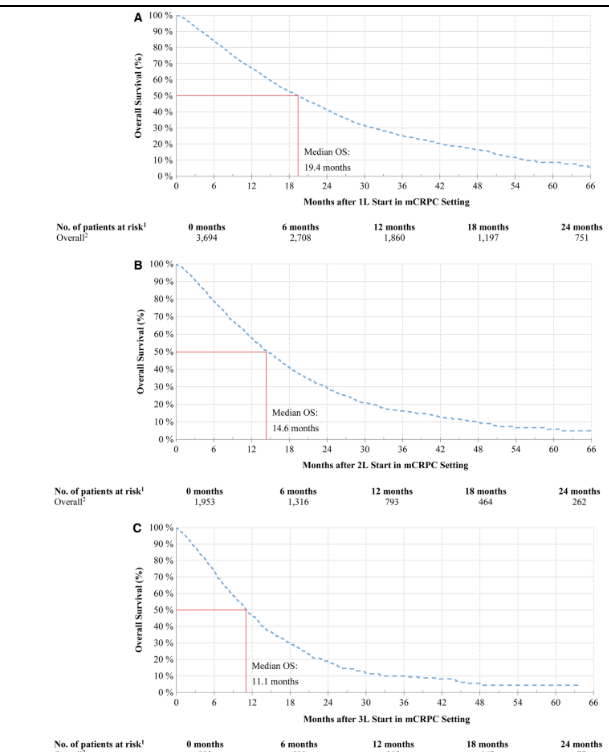 A
100 %
90 %
80 %
70 %
60 %
50 %
40 %
30 %
20 %
10 %
0 %
Overall Survival (%)
Median OS:
19.4 months
0 6 12 18 24 30 36 42 48 54 60 66
Months after 1L Start in mCRPC Setting
No. of patients at risk¹ 0 months 6 months 12 months 18 months 24 months
Overall² 3,694 2,708 1,860 1,197 751
B
100 %
90 %
80 %
70 %
60 %
50 %
40 %
30 %
20 %
10 %
0 %
Overall Survival (%)
Median OS:
14.6 months
0 6 12 18 24 30 36 42 48 54 60 66
Months after 2L Start in mCRPC Setting
No. of patients at risk¹ 0 months 6 months 12 months 18 months 24 months
Overall² 1,953 1,316 793 464 262
C
100 %
90 %
80 %
70 %
60 %
50 %
40 %
30 %
20 %
10 %
0 %
Overall Survival (%)
Median OS:
11.1 months
0 6 12 18 24 30 36 42 48 54 60 66
Months after 3L Start in mCRPC Setting
No. of patients at risk¹ 0 months 6 months 12 months 18 months 24 months